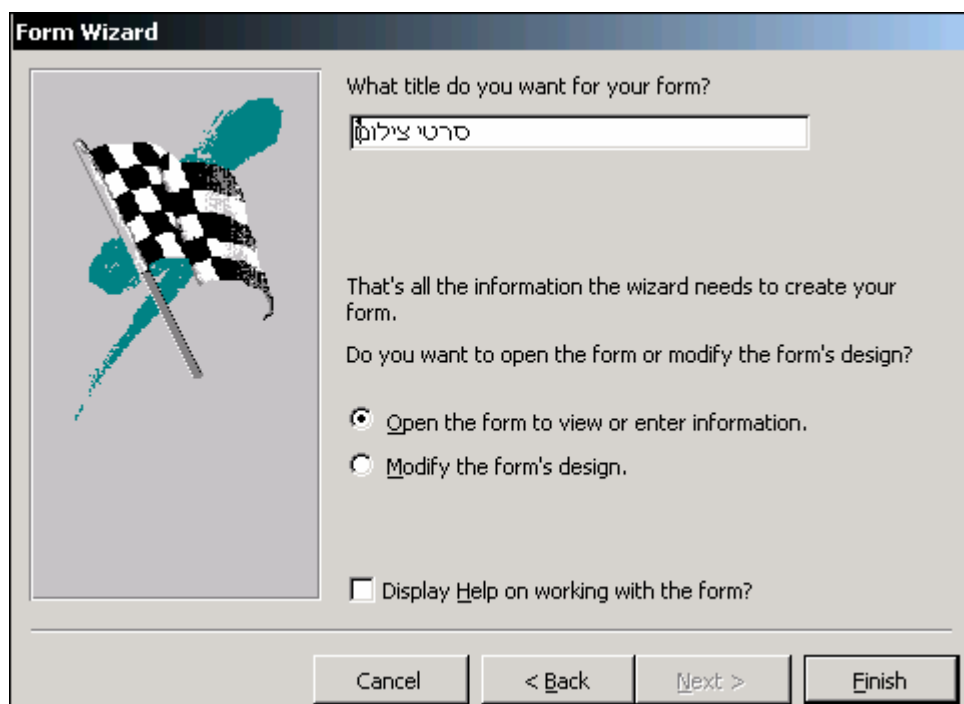 Form Wizard
What title do you want for your form?
סרטי צילום
That's all the information the wizard needs to create your
form.
Do you want to open the form or modify the form's design?
Open the form to view or enter information.
Modify the form's design.
Display Help on working with the form?
Cancel
< Back
Next >
Finish